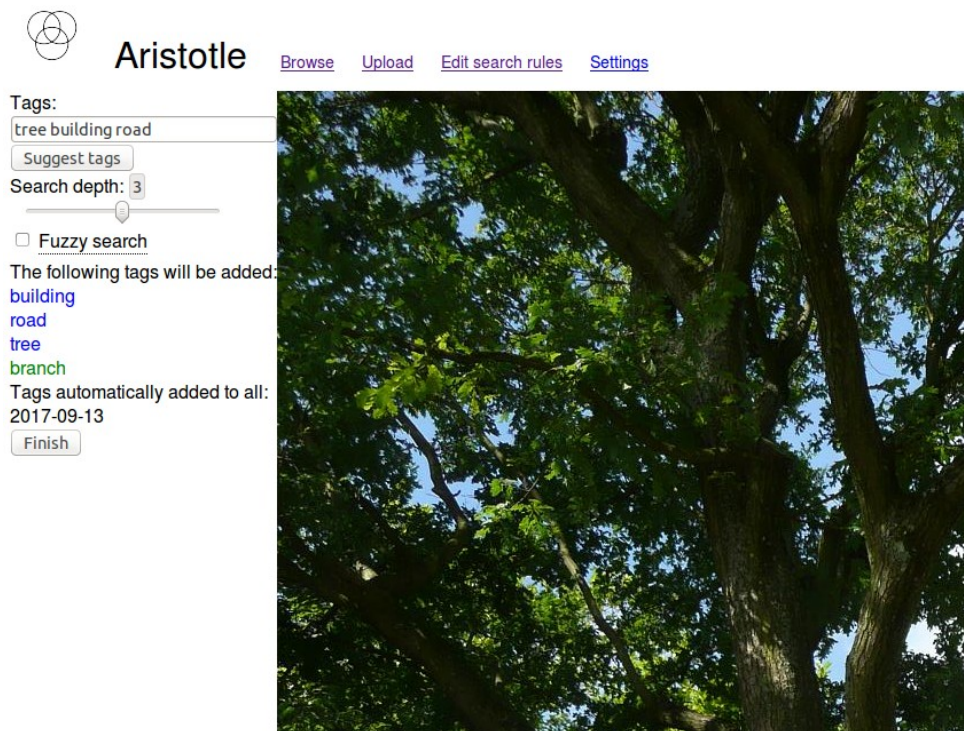 Aristotle Browse Upload Edit search rules Settings
Tags:
tree building road
Suggest tags
Search depth: 3
Fuzzy search
The following tags will be added:
building
road
tree
branch
Tags automatically added to all:
2017-09-13
Finish